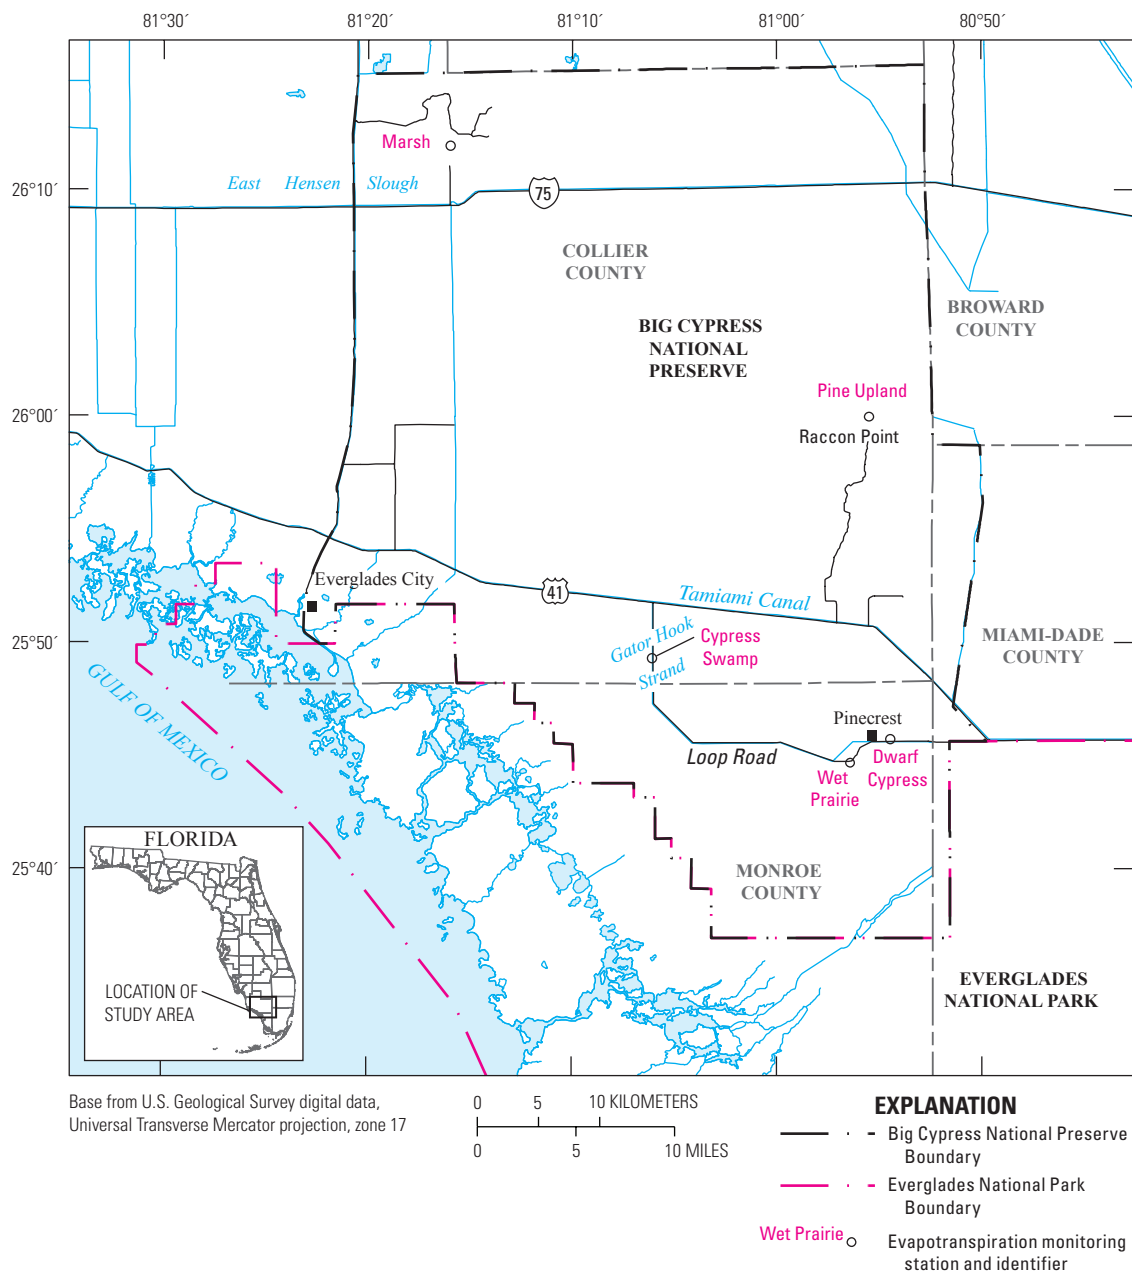 81°30´
81°20´
81°10´
81°00´
80°50´
Marsh
26°10´
East Hensen Slough
75
COLLIER
COUNTY
BROWARD
COUNTY
BIG CYPRESS
NATIONAL
PRESERVE
Pine Upland
26°00´
Raccon Point
Everglades City
41
Tamiami Canal
25°50´
Gator Hook
Strand
Cypress
Swamp
MIAMI-DADE
COUNTY
GULF OF MEXICO
Pinecrest
Loop Road
Dwarf
Cypress
Wet
Prairie
FLORIDA
25°40´
MONROE
COUNTY
LOCATION OF
STUDY AREA
EVERGLADES
NATIONAL PARK
Base from U.S. Geological Survey digital data,
Universal Transverse Mercator projection, zone 17
0 5 10 KILOMETERS
0 5 10 MILES
EXPLANATION
Big Cypress National Preserve
Boundary
Everglades National Park
Boundary
Wet Prairie
Evapotranspiration monitoring
station and identifier